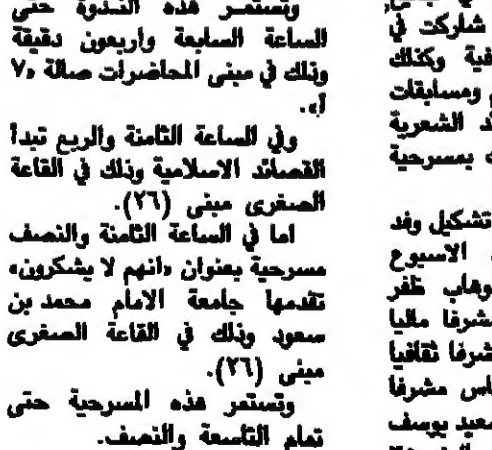 وتستمر هذه الندوة حتى
الساعة السابعة واربعون دقيقة
وذلك في مبنى المحاضرات صالة «٧
أ».
وفي الساعة الثامنة والربع تبدأ
القصائد الاسلامية وذلك في القاعة
الصغرى مبنى (٢٦).
اما في الساعة الثامنة والنصف
مسرحية بعنوان «انهم لا يشكرون»
تقدمها جامعة الامام محمد بن
سعود وذلك في القاعة الصغرى
مبنى (٢٦).
وتستمر هذه المسرحية حتى
تمام التاسعة والنصف.
شاركت في
وكذلك
ومسابقات
الشعرية
بمسرحية
تشكيل وفد
الاسبوع
ظفر
مشرفا ماليا
ثقافيا
مشرفا
سعيد يوسف